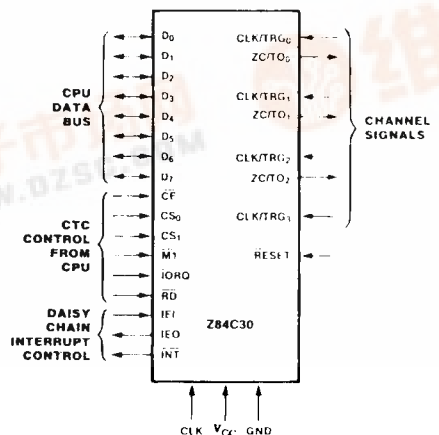 CPU
DATA
BUS
D₀
D₁
D₂
D₃
D₄
D₅
D₆
D₇
CTC
CONTROL
FROM
CPU
CE
CS₀
CS₁
M1
IORQ
RD
DAISY
CHAIN
INTERRUPT
CONTROL
IEI
IEO
INT
CLK/TRG₀
ZC/TO₀
CLK/TRG₁
ZC/TO₁
CLK/TRG₂
ZC/TO₂
CLK/TRG₃
CHANNEL
SIGNALS
RESET
Z84C30
CLK VCC GND